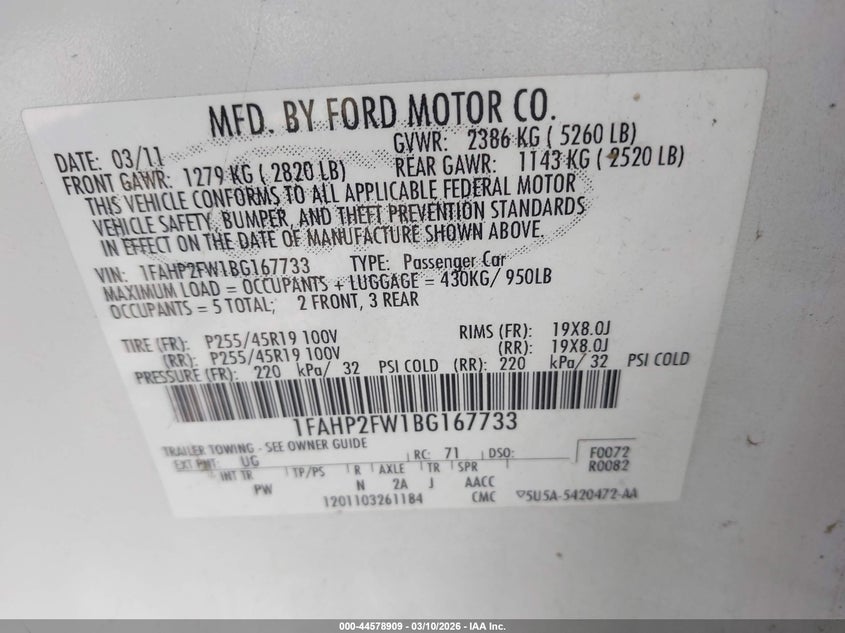 MFD. BY FORD MOTOR CO.
DATE: 03/11 GVWR: 2386 KG ( 5260 LB)
FRONT GAWR: 1279 KG ( 2820 LB) REAR GAWR: 1143 KG ( 2520 LB)
THIS VEHICLE CONFORMS TO ALL APPLICABLE FEDERAL MOTOR
VEHICLE SAFETY, BUMPER, AND THEFT PREVENTION STANDARDS
IN EFFECT ON THE DATE OF MANUFACTURE SHOWN ABOVE.
VIN: 1FAHP2FW1BG167733 TYPE: Passenger Car
MAXIMUM LOAD = OCCUPANTS + LUGGAGE = 430KG/ 950LB
OCCUPANTS = 5 TOTAL; 2 FRONT, 3 REAR
TIRE (FR): P255/45R19 100V RIMS (FR): 19X8.0J
(RR): P255/45R19 100V (RR): 19X8.0J
PRESSURE (FR): 220 kPa/ 32 PSI COLD (RR): 220 kPa/ 32 PSI COLD
1FAHP2FW1BG167733
TRAILER TOWING - SEE OWNER GUIDE
EXT PNT: UG RC: 71 DSO: F0072
INT TR TP/PS R AXLE TR SPR R0082
PW N 2A J AACC
1201103261184 CMC ▽5U5A-5420472-AA
000-44578909 - 03/10/2026 - IAA Inc.